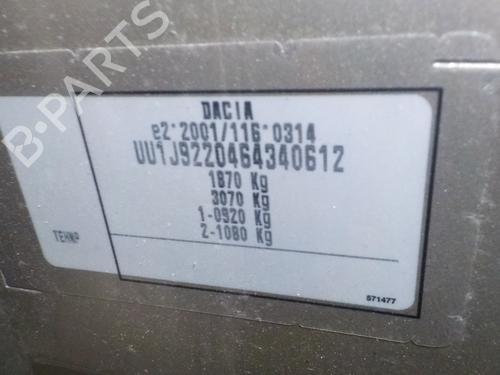 B-PARTS
DACIA
e2*2001/116*0314
UU1J9220464340612
1870 Kg
3070 Kg
1-0920 Kg
2-1080 Kg
TEHNP
571477